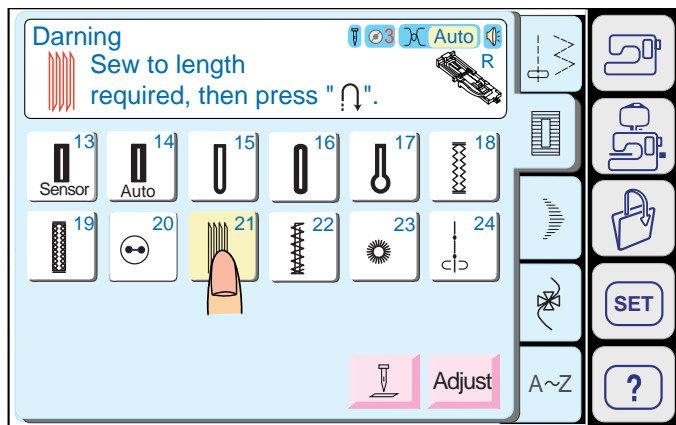 Darning
3 Auto
Sew to length
R
required, then press " ".
13 14 15 16 17 18
Sensor Auto
19 20 21 22 23 24
SET
Adjust
A~Z
?